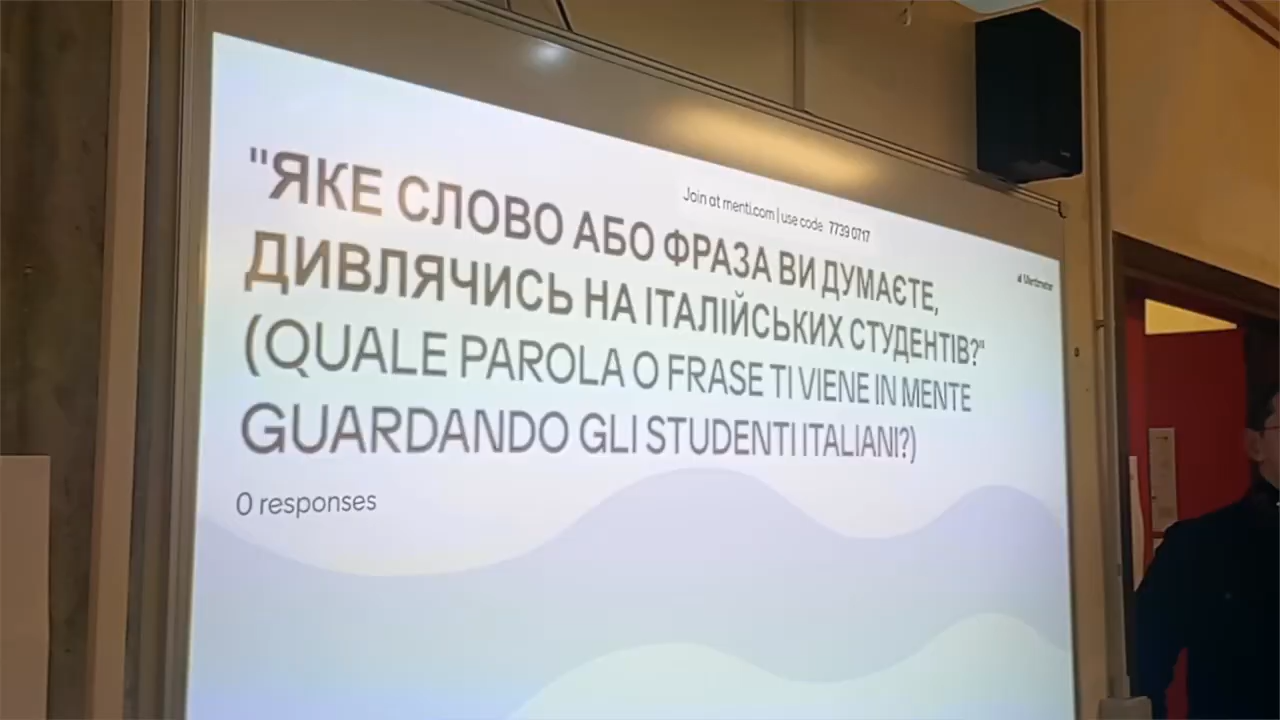 Join at menti.com | use code 7739 0717
Mentimeter
"ЯКЕ СЛОВО АБО ФРАЗА ВИ ДУМАЄТЕ,
ДИВЛЯЧИСЬ НА ІТАЛІЙСЬКИХ СТУДЕНТІВ?"
(QUALE PAROLA O FRASE TI VIENE IN MENTE
GUARDANDO GLI STUDENTI ITALIANI?)
0 responses